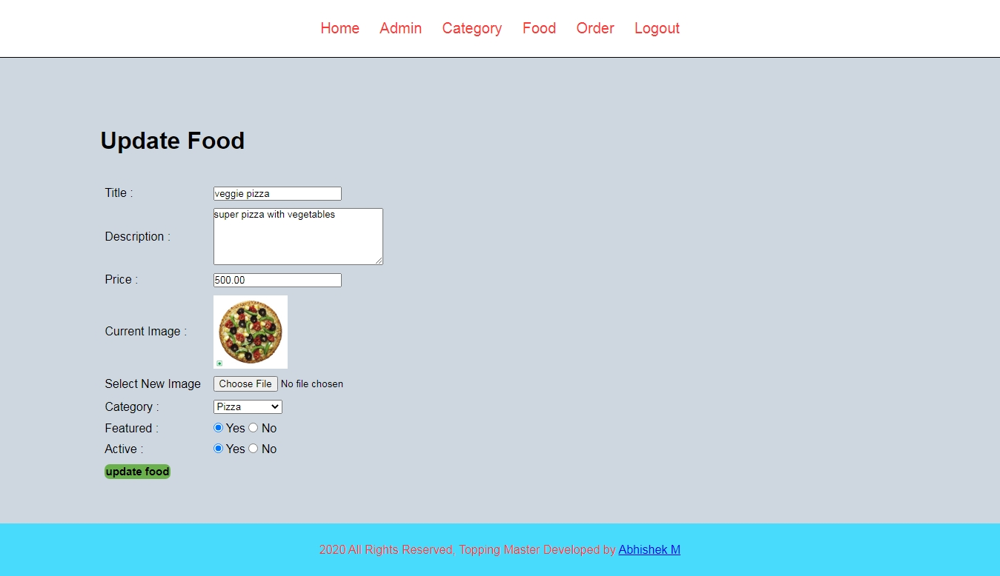 Home Admin Category Food Order Logout
Update Food
Title : veggie pizza
Description : super pizza with vegetables
Price : 500.00
Current Image :
Select New Image Choose File No file chosen
Category : Pizza
Featured : Yes No
Active : Yes No
update food
2020 All Rights Reserved, Topping Master Developed by Abhishek M